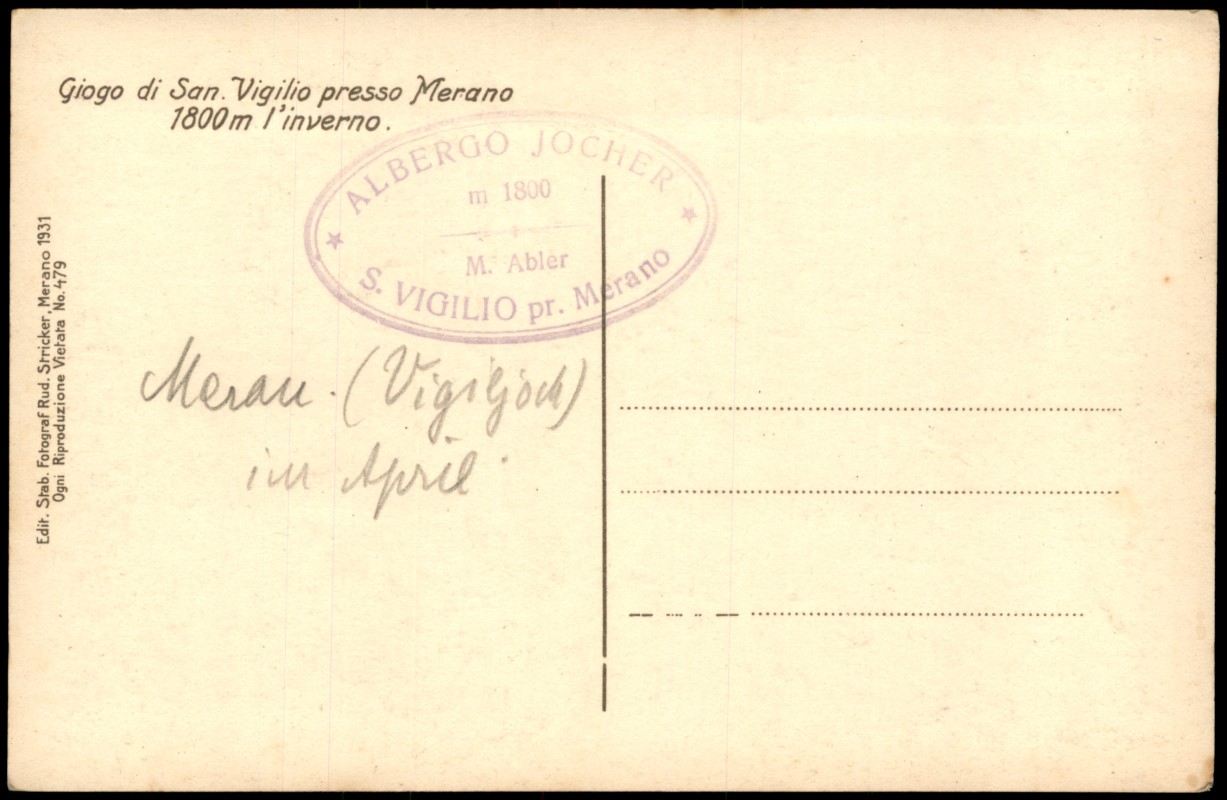 Giogo di San. Vigilio presso Merano
1800m l'inverno.
ALBERGO JOCHER
m 1800
M. Abler
S. VIGILIO pr. Merano
Edit. Stab. Fotograf Rud. Stricker, Merano 1931
Ogni Riproduzione Vietata No. 479
Meran. (Vigiljoch)
im April